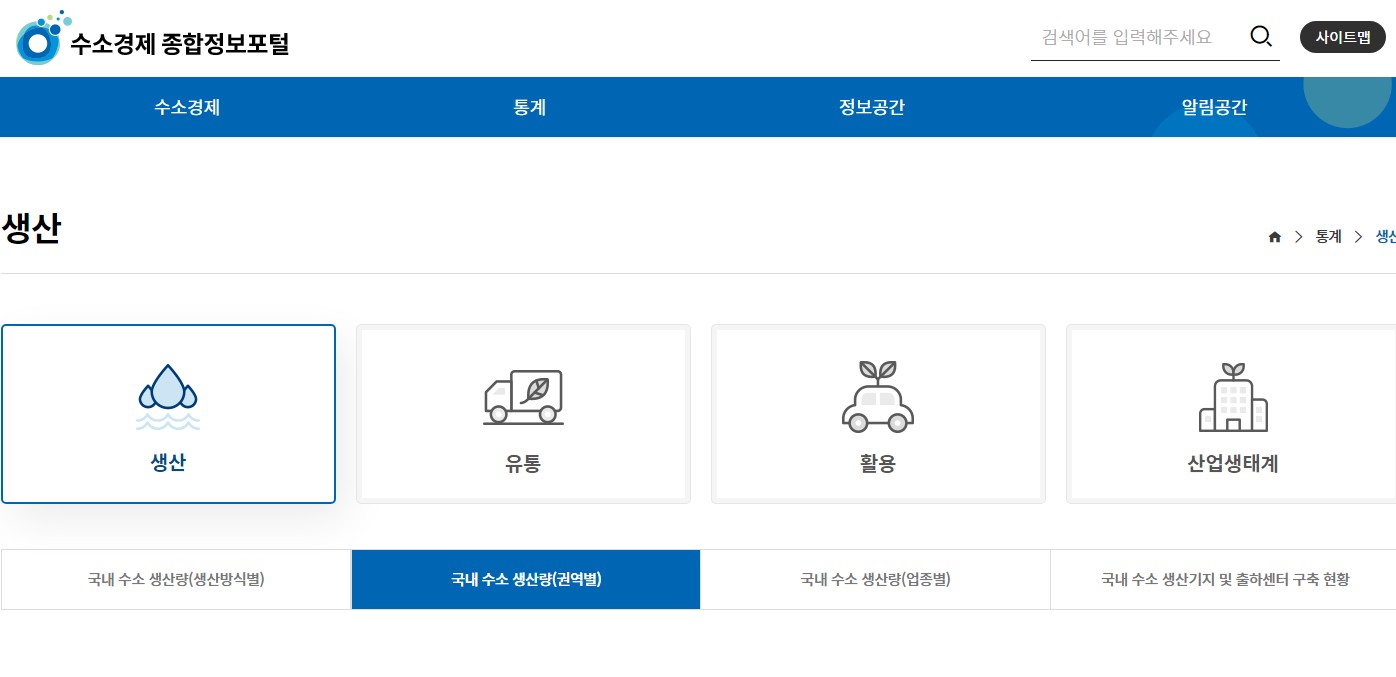 수소경제 종합정보포털
검색어를 입력해주세요
사이트맵
수소경제 통계 정보공간 알림공간
생산
통계 생산
생산 유통 활용 산업생태계
국내 수소 생산량(생산방식별) 국내 수소 생산량(권역별) 국내 수소 생산량(업종별) 국내 수소 생산기지 및 출하센터 구축 현황